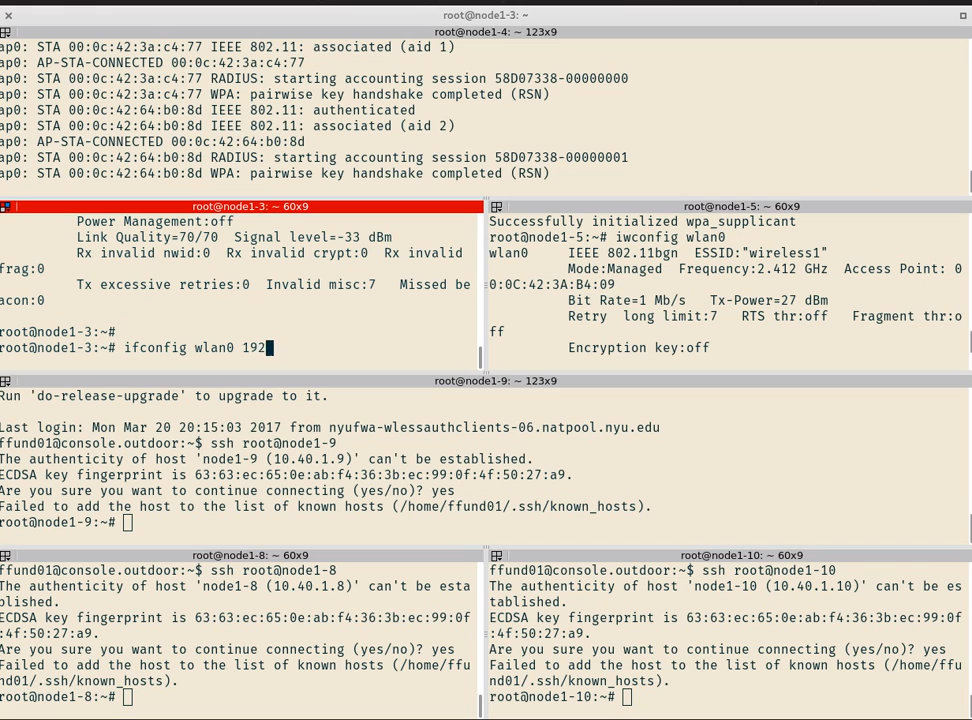 root@node1-3: ~
root@node1-4: ~ 123x9
ap0: STA 00:0c:42:3a:c4:77 IEEE 802.11: associated (aid 1)
ap0: AP-STA-CONNECTED 00:0c:42:3a:c4:77
ap0: STA 00:0c:42:3a:c4:77 RADIUS: starting accounting session 58D07338-00000000
ap0: STA 00:0c:42:3a:c4:77 WPA: pairwise key handshake completed (RSN)
ap0: STA 00:0c:42:64:b0:8d IEEE 802.11: authenticated
ap0: STA 00:0c:42:64:b0:8d IEEE 802.11: associated (aid 2)
ap0: AP-STA-CONNECTED 00:0c:42:64:b0:8d
ap0: STA 00:0c:42:64:b0:8d RADIUS: starting accounting session 58D07338-00000001
ap0: STA 00:0c:42:64:b0:8d WPA: pairwise key handshake completed (RSN)
root@node1-3: ~ 60x9
Power Management:off
Link Quality=70/70  Signal level=-33 dBm
Rx invalid nwid:0  Rx invalid crypt:0  Rx invalid
frag:0
Tx excessive retries:0  Invalid misc:7   Missed be
acon:0
root@node1-3:~#
root@node1-3:~# ifconfig wlan0 192
root@node1-5: ~ 60x9
Successfully initialized wpa_supplicant
root@node1-5:~# iwconfig wlan0
wlan0     IEEE 802.11bgn  ESSID:"wireless1"
Mode:Managed  Frequency:2.412 GHz  Access Point: 0
0:0C:42:3A:B4:09
Bit Rate=1 Mb/s   Tx-Power=27 dBm
Retry  long limit:7   RTS thr:off   Fragment thr:o
ff
Encryption key:off
root@node1-9: ~ 123x9
Run 'do-release-upgrade' to upgrade to it.
Last login: Mon Mar 20 20:15:03 2017 from nyufwa-wlessauthclients-06.natpool.nyu.edu
ffund01@console.outdoor:~$ ssh root@node1-9
The authenticity of host 'node1-9 (10.40.1.9)' can't be established.
ECDSA key fingerprint is 63:63:ec:65:0e:ab:f4:36:3b:ec:99:0f:4f:50:27:a9.
Are you sure you want to continue connecting (yes/no)? yes
Failed to add the host to the list of known hosts (/home/ffund01/.ssh/known_hosts).
root@node1-9:~#
root@node1-8: ~ 60x9
ffund01@console.outdoor:~$ ssh root@node1-8
The authenticity of host 'node1-8 (10.40.1.8)' can't be esta
blished.
ECDSA key fingerprint is 63:63:ec:65:0e:ab:f4:36:3b:ec:99:0f
:4f:50:27:a9.
Are you sure you want to continue connecting (yes/no)? yes
Failed to add the host to the list of known hosts (/home/ffu
nd01/.ssh/known_hosts).
root@node1-8:~#
root@node1-10: ~ 60x9
ffund01@console.outdoor:~$ ssh root@node1-10
The authenticity of host 'node1-10 (10.40.1.10)' can't be es
tablished.
ECDSA key fingerprint is 63:63:ec:65:0e:ab:f4:36:3b:ec:99:0f
:4f:50:27:a9.
Are you sure you want to continue connecting (yes/no)? yes
Failed to add the host to the list of known hosts (/home/ffu
nd01/.ssh/known_hosts).
root@node1-10:~#